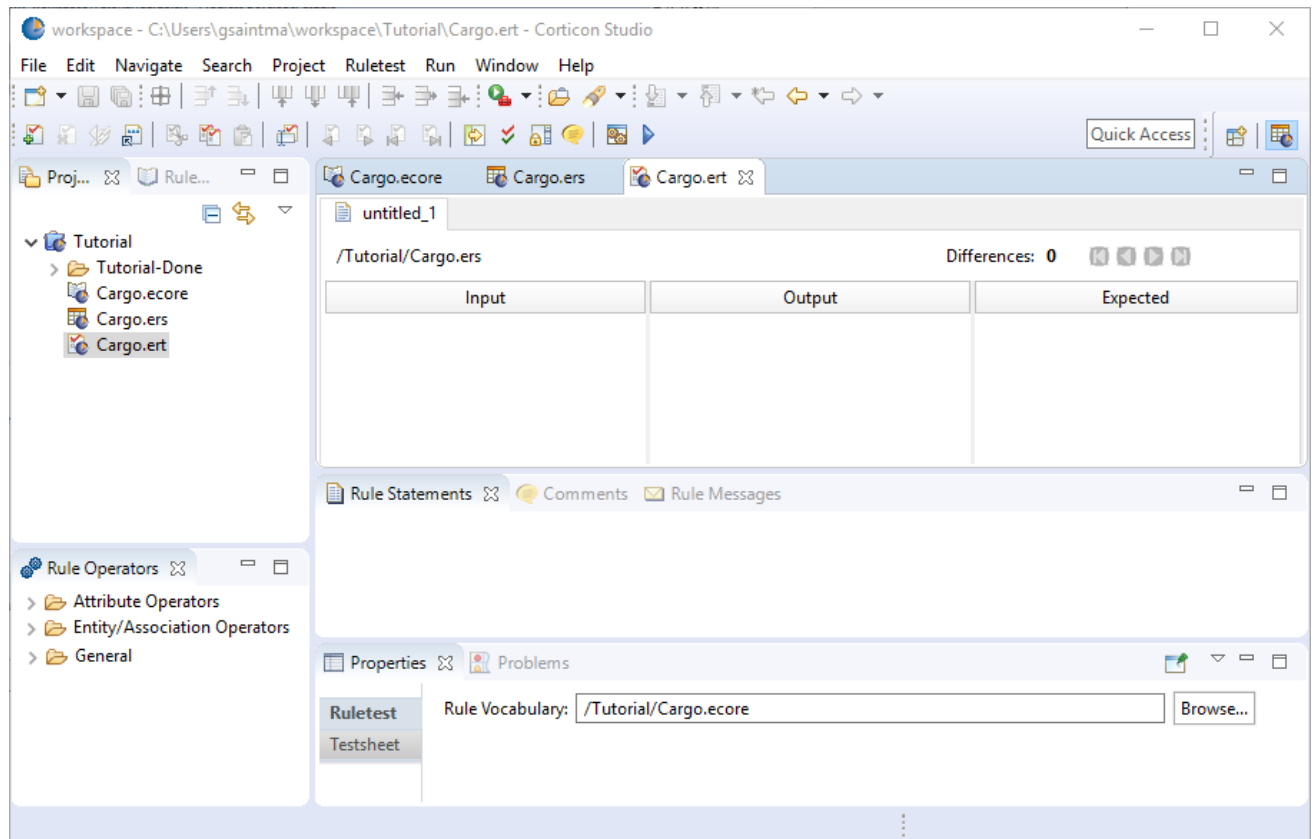 workspace - C:\Users\gsaintma\workspace\Tutorial\Cargo.ert - Corticon Studio
File Edit Navigate Search Project Ruletest Run Window Help
Quick Access
Proj... Rule...
Cargo.ecore Cargo.ers Cargo.ert
untitled_1
Tutorial
Tutorial-Done
Cargo.ecore
Cargo.ers
Cargo.ert
/Tutorial/Cargo.ers Differences: 0
Input Output Expected
Rule Statements Comments Rule Messages
Rule Operators
Attribute Operators
Entity/Association Operators
General
Properties Problems
Ruletest
Testsheet
Rule Vocabulary: /Tutorial/Cargo.ecore Browse...